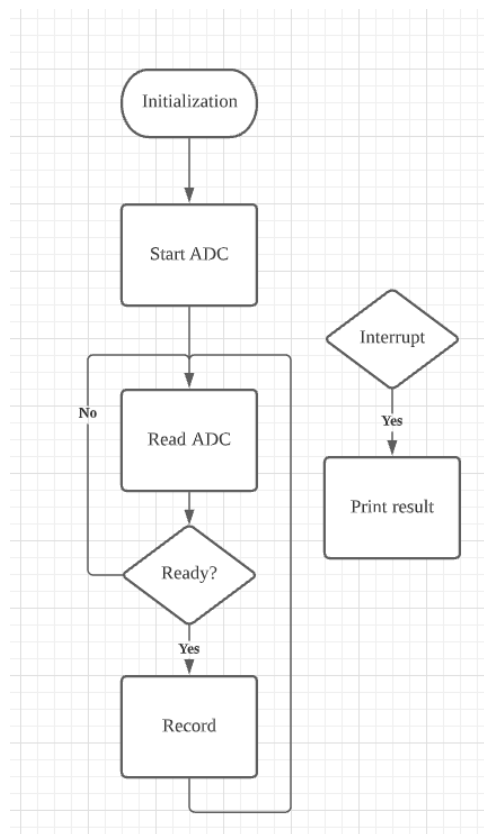 Initialization
Start ADC
Interrupt
No
Yes
Read ADC
Print result
Ready?
Yes
Record